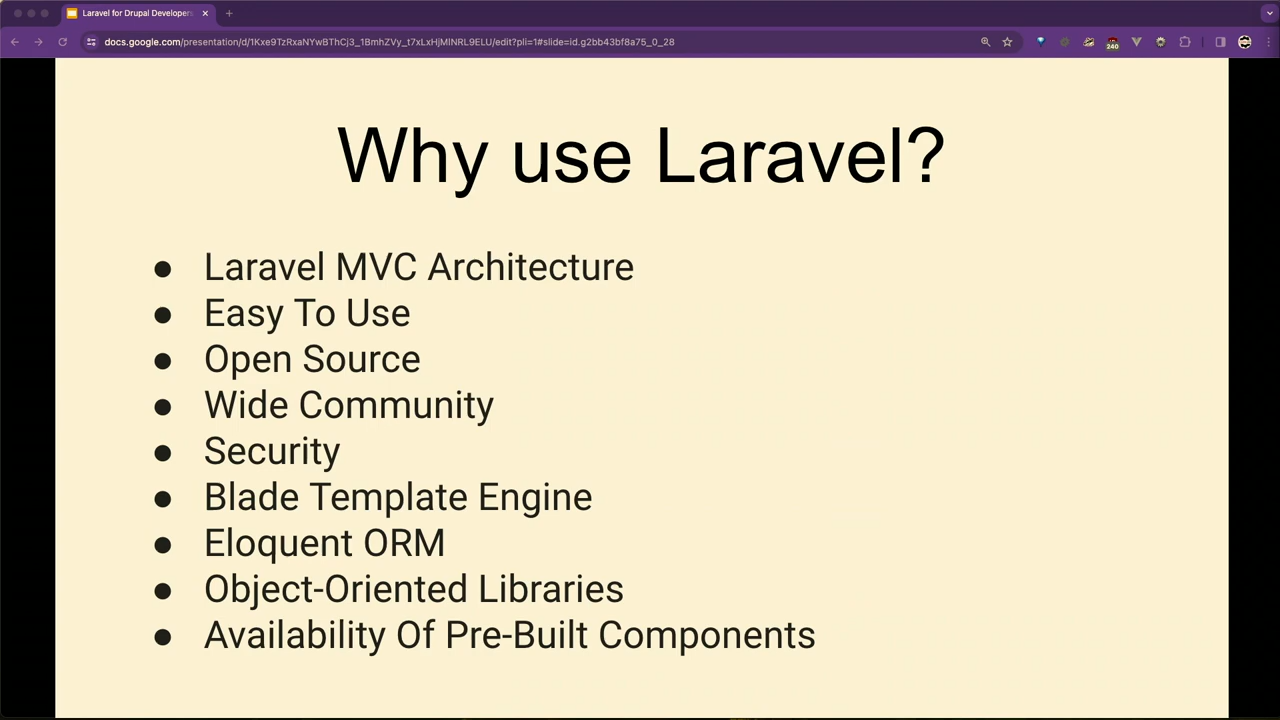 Laravel for Drupal Developers
docs.google.com/presentation/d/1Kxe9TzRxaNYwBThCj3_1BmhZVy_t7xLxHjMlNRL9ELU/edit?pli=1#slide=id.g2bb43bf8a75_0_28
240
Why use Laravel?
● Laravel MVC Architecture
● Easy To Use
● Open Source
● Wide Community
● Security
● Blade Template Engine
● Eloquent ORM
● Object-Oriented Libraries
● Availability Of Pre-Built Components